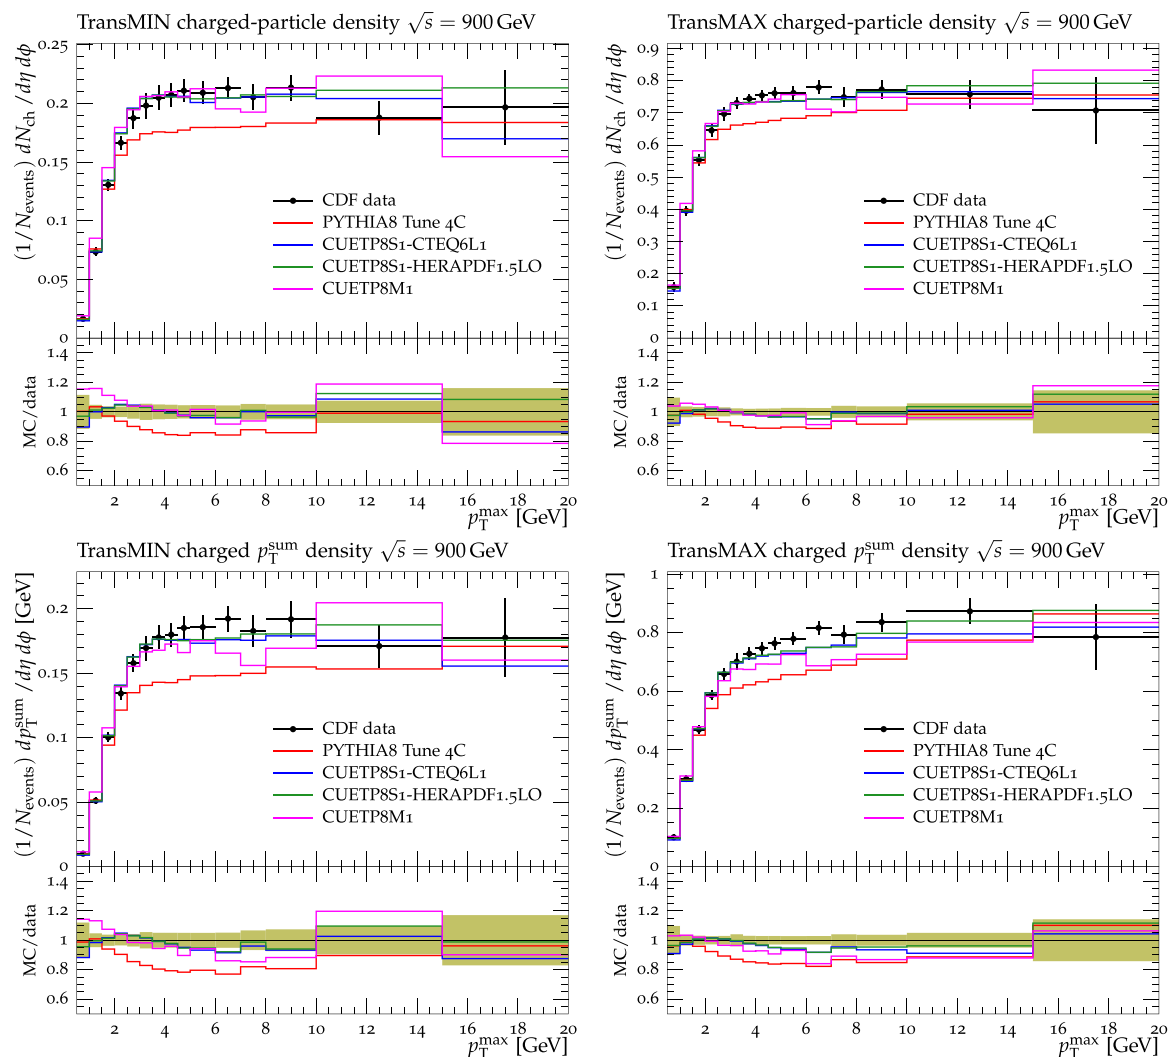 TransMIN charged-particle density √s = 900 GeV
(1/N_events) dN_ch/dη dϕ
0.25
0.2
0.15
0.1
0.05
0
CDF data
PYTHIA8 Tune 4C
CUETP8S1-CTEQ6L1
CUETP8S1-HERAPDF1.5LO
CUETP8M1
MC/data
1.4
1.2
1
0.8
0.6
2 4 6 8 10 12 14 16 18 20
p_T^max [GeV]
TransMAX charged-particle density √s = 900 GeV
(1/N_events) dN_ch/dη dϕ
0.9
0.8
0.7
0.6
0.5
0.4
0.3
0.2
0.1
0
CDF data
PYTHIA8 Tune 4C
CUETP8S1-CTEQ6L1
CUETP8S1-HERAPDF1.5LO
CUETP8M1
MC/data
1.4
1.2
1
0.8
0.6
2 4 6 8 10 12 14 16 18 20
p_T^max [GeV]
TransMIN charged p_T^sum density √s = 900 GeV
(1/N_events) dp_T^sum/dη dϕ [GeV]
0.2
0.15
0.1
0.05
0
CDF data
PYTHIA8 Tune 4C
CUETP8S1-CTEQ6L1
CUETP8S1-HERAPDF1.5LO
CUETP8M1
MC/data
1.4
1.2
1
0.8
0.6
2 4 6 8 10 12 14 16 18 20
p_T^max [GeV]
TransMAX charged p_T^sum density √s = 900 GeV
(1/N_events) dp_T^sum/dη dϕ [GeV]
1
0.8
0.6
0.4
0.2
0
CDF data
PYTHIA8 Tune 4C
CUETP8S1-CTEQ6L1
CUETP8S1-HERAPDF1.5LO
CUETP8M1
MC/data
1.4
1.2
1
0.8
0.6
2 4 6 8 10 12 14 16 18 20
p_T^max [GeV]